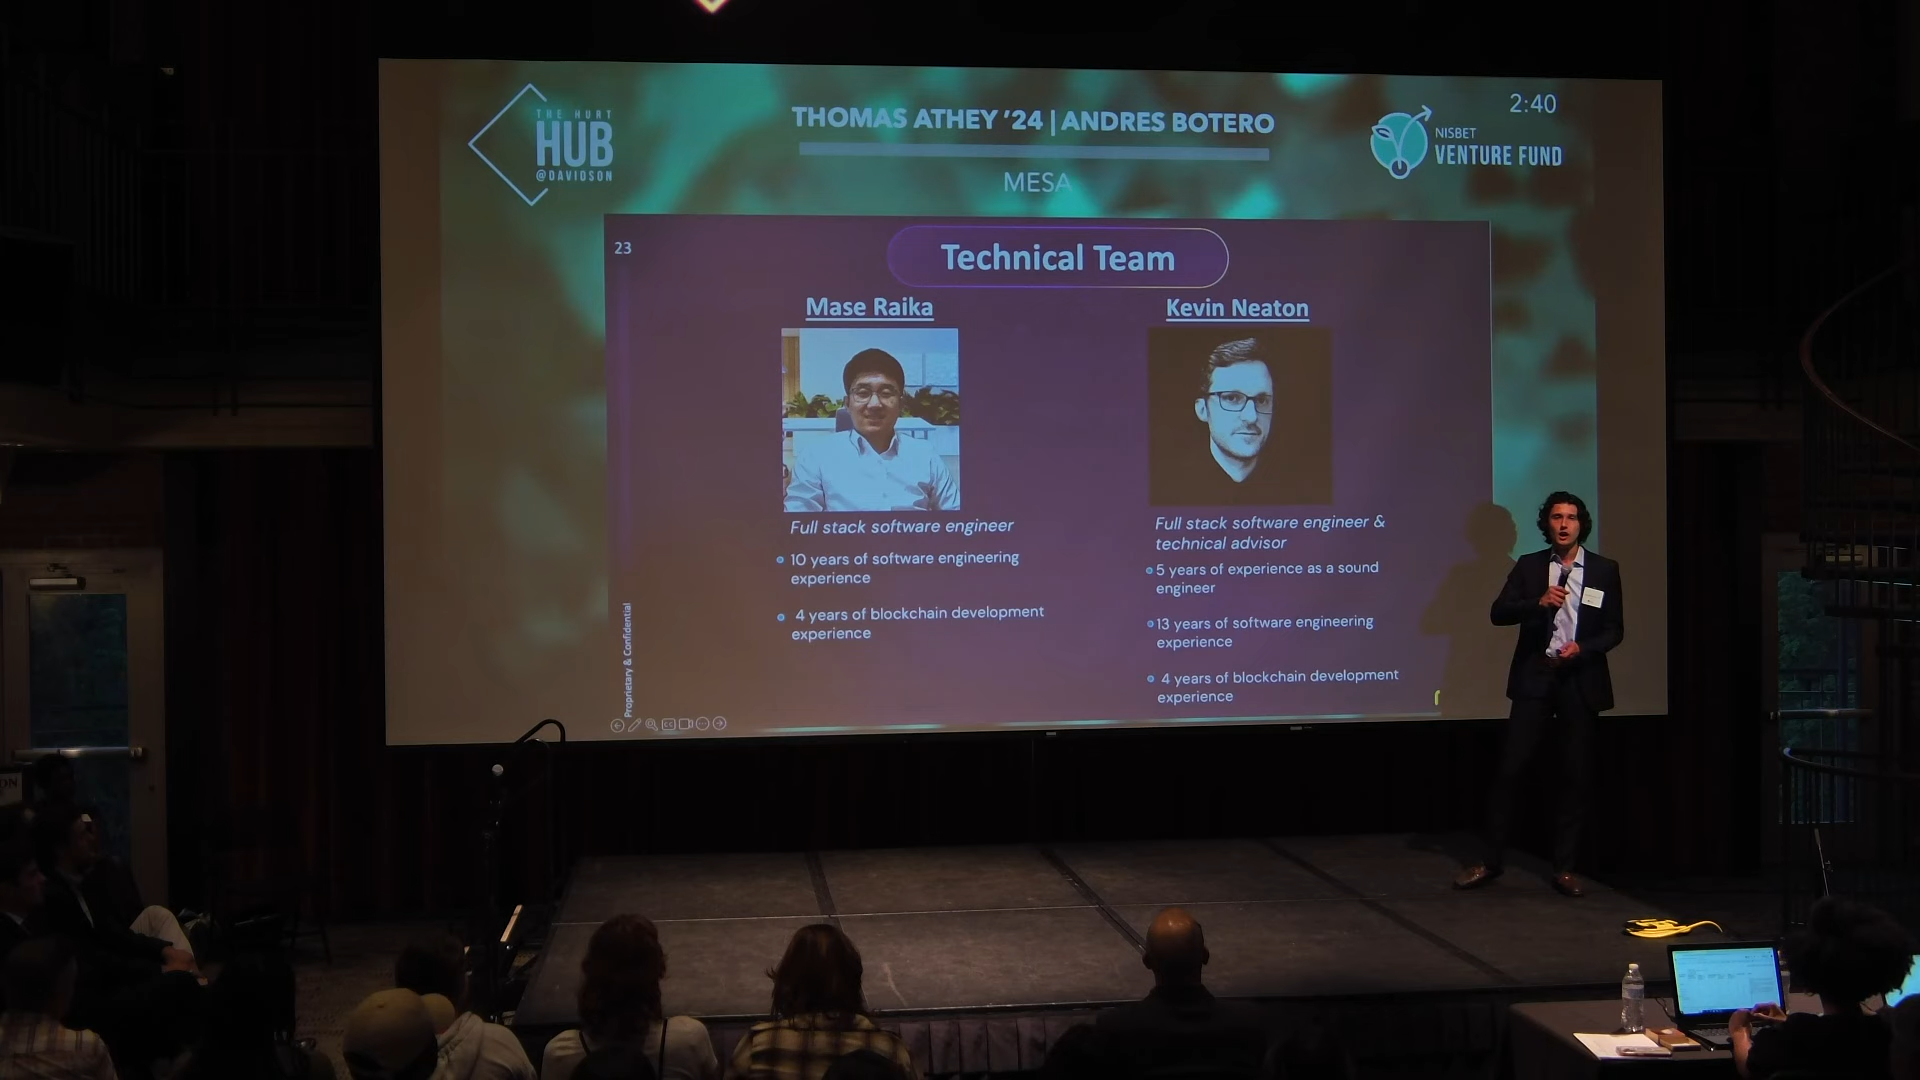 THE HURT
HUB
@DAVIDSON
THOMAS ATHEY ’24 | ANDRES BOTERO
MESA
2:40
NISBET
VENTURE FUND
23
Technical Team
Mase Raika
Full stack software engineer
10 years of software engineering
experience
4 years of blockchain development
experience
Kevin Neaton
Full stack software engineer &
technical advisor
5 years of experience as a sound
engineer
13 years of software engineering
experience
4 years of blockchain development
experience
Proprietary & Confidential